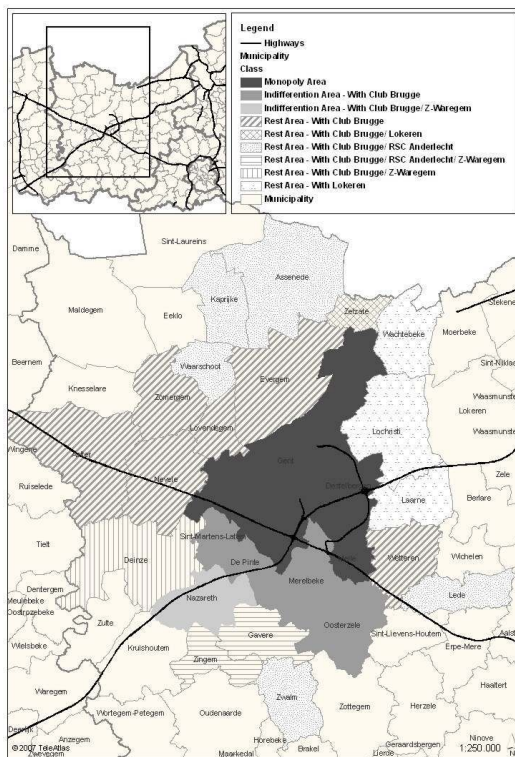 Legend
Highways
Municipality
Class
Monopoly Area
Indifferention Area - With Club Brugge
Indifferention Area - With Club Brugge/ Z-Waregem
Rest Area - With Club Brugge
Rest Area - With Club Brugge/ Lokeren
Rest Area - With Club Brugge/ RSC Anderlecht
Rest Area - With Club Brugge/ RSC Anderlecht/ Z-Waregem
Rest Area - With Club Brugge/ Z-Waregem
Rest Area - With Lokeren
Municipality
Damme
Sint-Laureins
Assenede
Kaprijke
Maldegem
Eeklo
Zelzate
Stekene
Wachtebeke
Moerbeke
Beernem
Waarschoot
Sint-Niklaa
Knesselare
Evergem
Zomergem
Waasmunste
Lokeren
Lovendegem
Lochristi
Waasmunste
Wingene
Aalter
Gent
Nevele
Zele
Destelbergen
Ruiselede
Laarne
Berlare
Tielt
Sint-Martens-Latem
Deinze
Melle
Wetteren
Wichelen
De Pinte
Merelbeke
Dentergem
Lede
Meulebeke
Nazareth
Oostrozebeke
Zulte
Oosterzele
Aalst
Gavere
Sint-Lievens-Houtem
Wielsbeke
Kruishoutem
Erpe-Mere
Zingem
Haaltert
Waregem
Zwalm
Wortegem-Petegem
Oudenaarde
Zottegem
Herzele
Deerlijk
Anzegem
Horebeke
Ninove
Geraardsbergen
© 2007 TeleAtlas
Zwevegem
Maarkedal
Brakel
Lierde
1:250.000